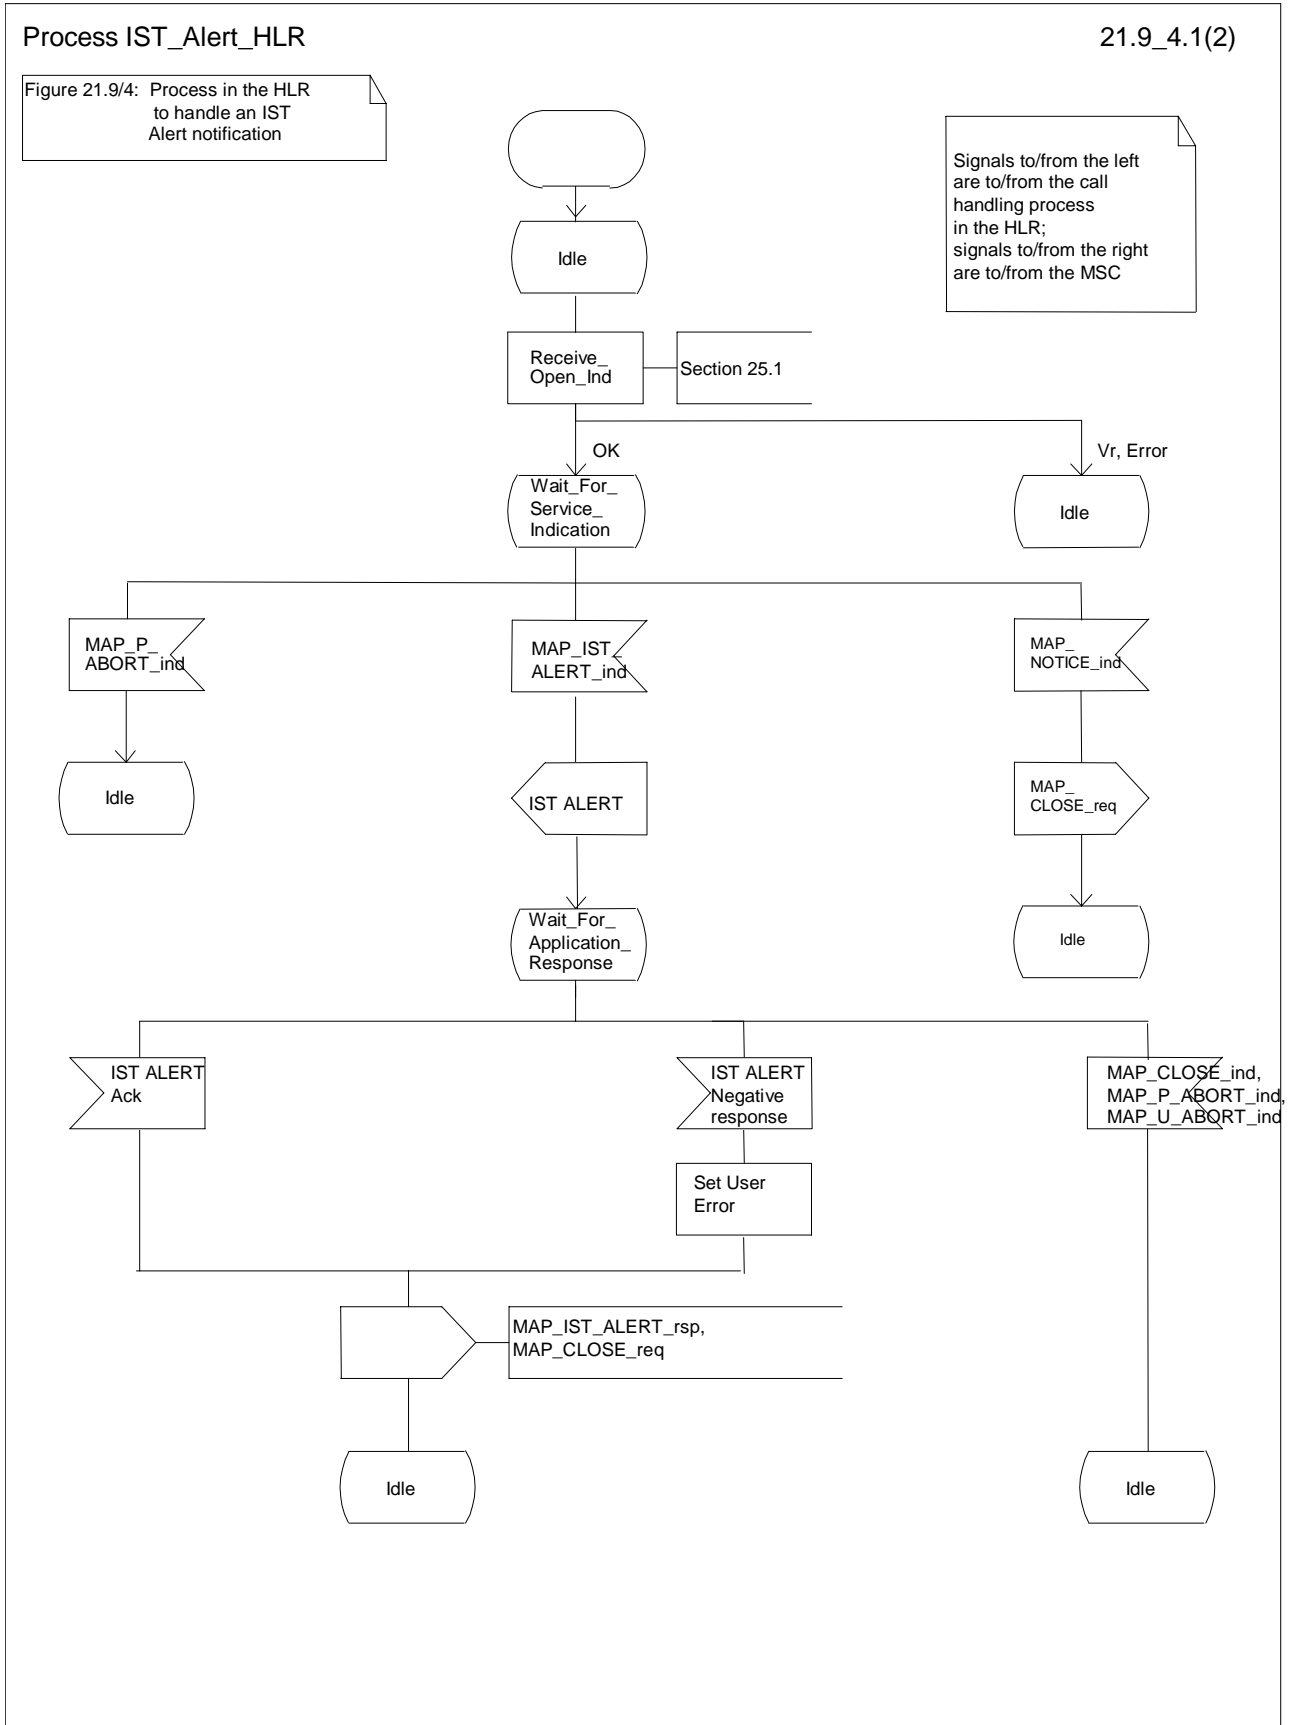 Process IST_Alert_HLR
21.9_4.1(2)
Figure 21.9/4: Process in the HLR
to handle an IST
Alert notification
Signals to/from the left
are to/from the call
handling process
in the HLR;
signals to/from the right
are to/from the MSC
Idle
Receive_
Open_Ind
Section 25.1
OK
Vr, Error
Wait_For_
Service_
Indication
Idle
MAP_P_
ABORT_ind
MAP_IST_
ALERT_ind
MAP_
NOTICE_ind
Idle
IST ALERT
MAP_
CLOSE_req
Wait_For_
Application_
Response
Idle
IST ALERT
Ack
IST ALERT
Negative
response
MAP_CLOSE_ind,
MAP_P_ABORT_ind,
MAP_U_ABORT_ind
Set User
Error
MAP_IST_ALERT_rsp,
MAP_CLOSE_req
Idle
Idle